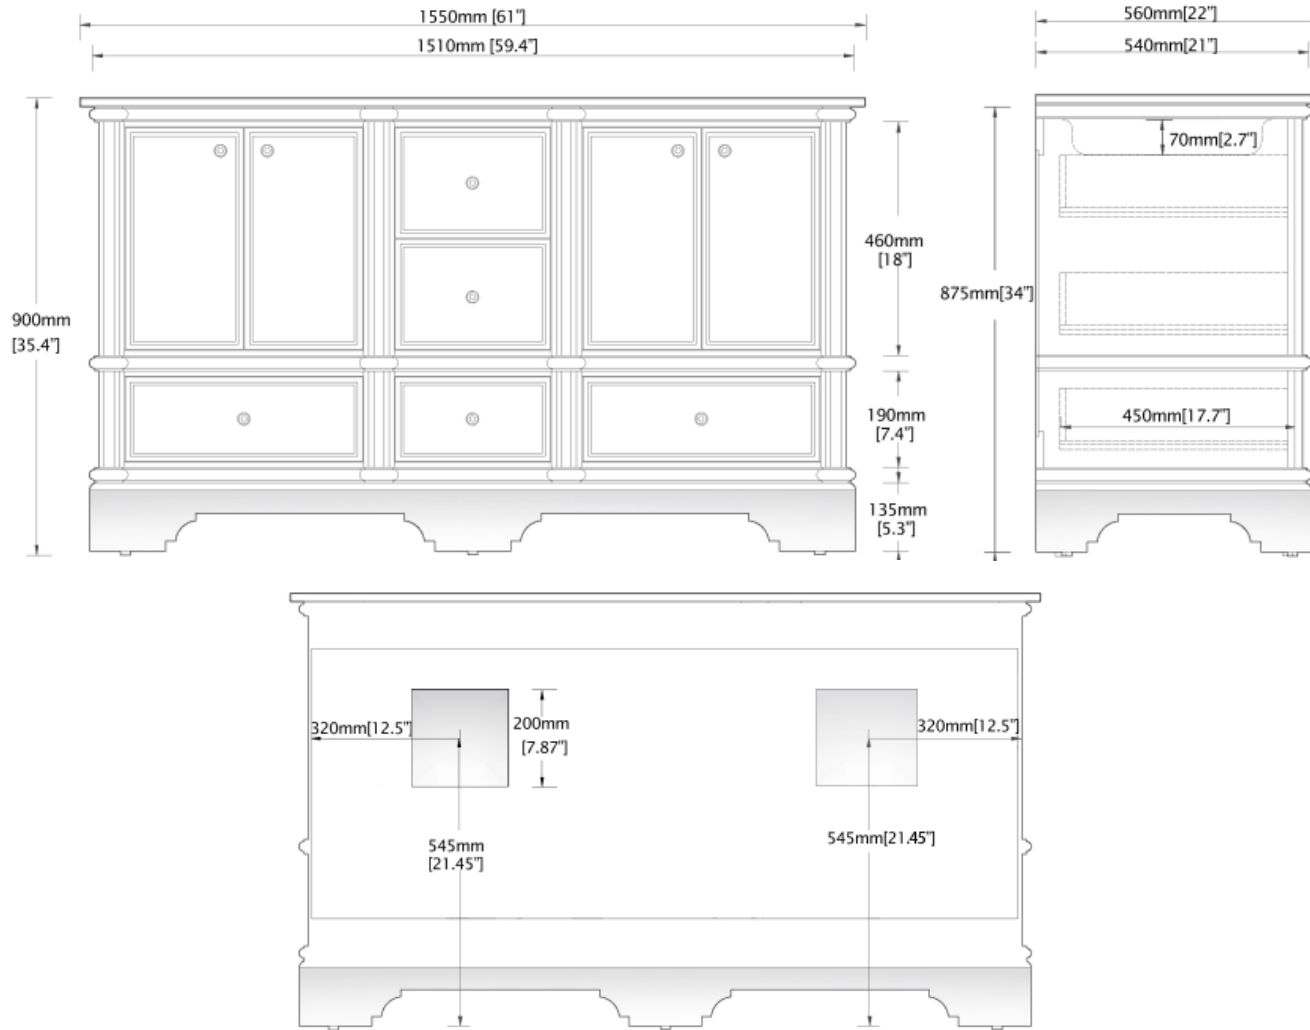 1550mm [61"]
1510mm [59.4"]
560mm[22"]
540mm[21"]
70mm[2.7"]
460mm
[18"]
875mm[34"]
900mm
[35.4"]
190mm
[7.4"]
450mm[17.7"]
135mm
[5.3"]
320mm[12.5"]
200mm
[7.87"]
320mm[12.5"]
545mm
[21.45"]
545mm[21.45"]